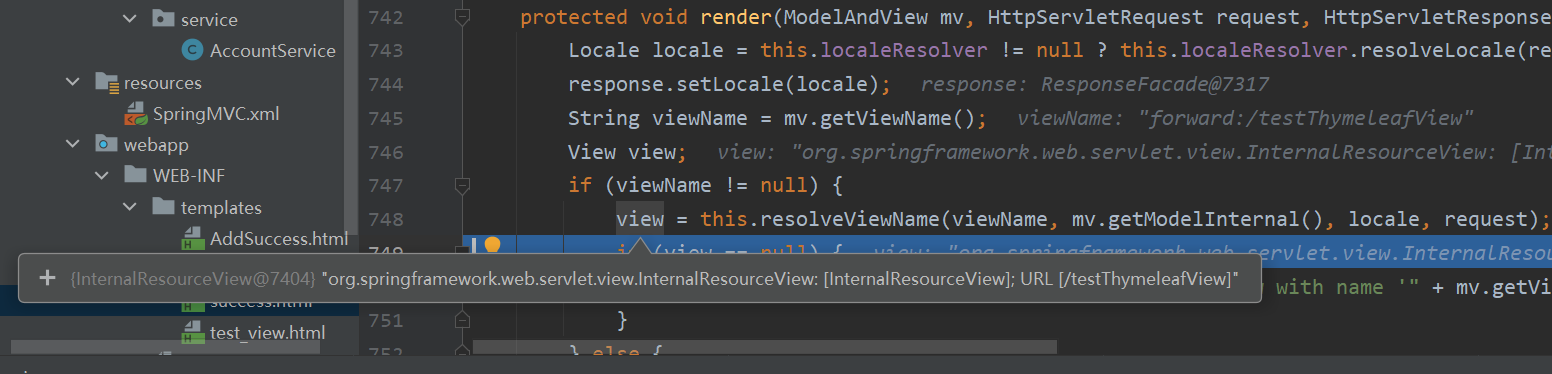 service
AccountService
resources
SpringMVC.xml
webapp
WEB-INF
templates
AddSuccess.html
success.html
test_view.html
742 protected void render(ModelAndView mv, HttpServletRequest request, HttpServletResponse
743 Locale locale = this.localeResolver != null ? this.localeResolver.resolveLocale(re
744 response.setLocale(locale); response: ResponseFacade@7317
745 String viewName = mv.getViewName(); viewName: "forward:/testThymeleafView"
746 View view; view: "org.springframework.web.servlet.view.InternalResourceView: [Int
747 if (viewName != null) {
748 view = this.resolveViewName(viewName, mv.getModelInternal(), locale, request);
749 if (view == null) { view: "org.springframework.web.servlet.view.InternalResou
+ {InternalResourceView@7404} "org.springframework.web.servlet.view.InternalResourceView: [InternalResourceView]; URL [/testThymeleafView]"
w with name '" + mv.getVi
751 }
752 } else {